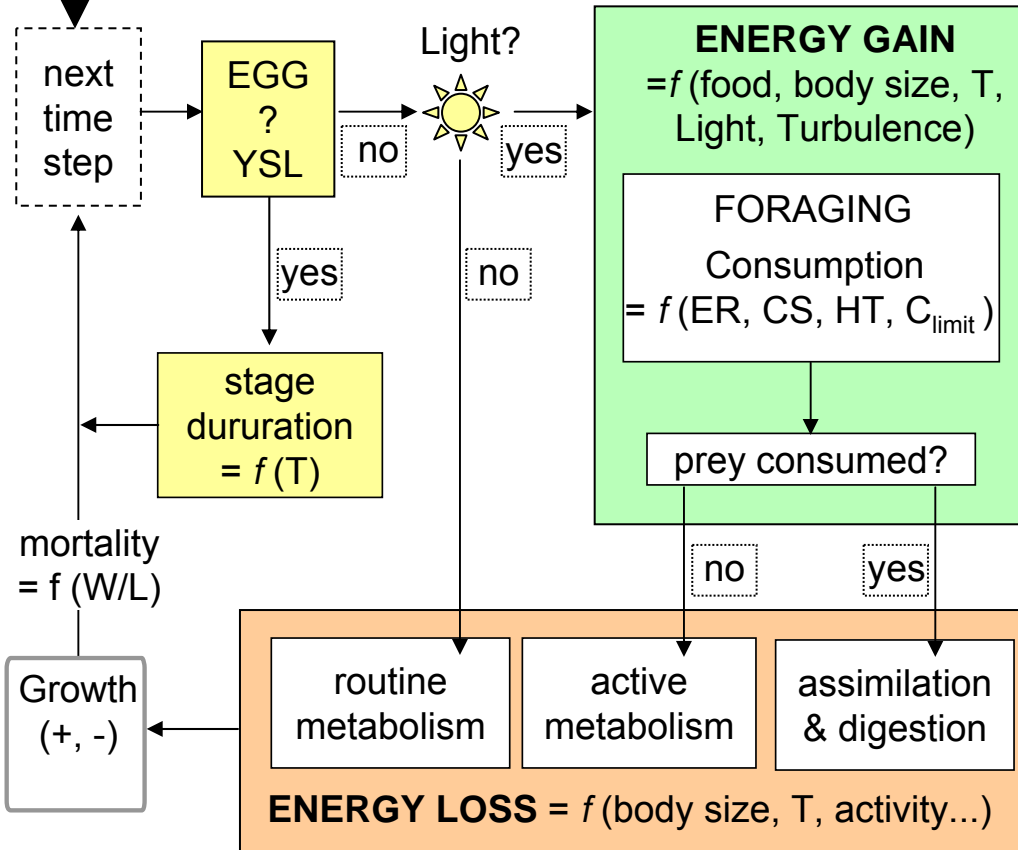 next
time
step
EGG
?
YSL
no
Light?
yes
ENERGY GAIN
=f (food, body size, T,
Light, Turbulence)
FORAGING
Consumption
= f (ER, CS, HT, Climit )
prey consumed?
yes
no
stage
dururation
= f (T)
mortality
= f (W/L)
no
yes
Growth
(+, -)
routine
metabolism
active
metabolism
assimilation
& digestion
ENERGY LOSS = f (body size, T, activity...)